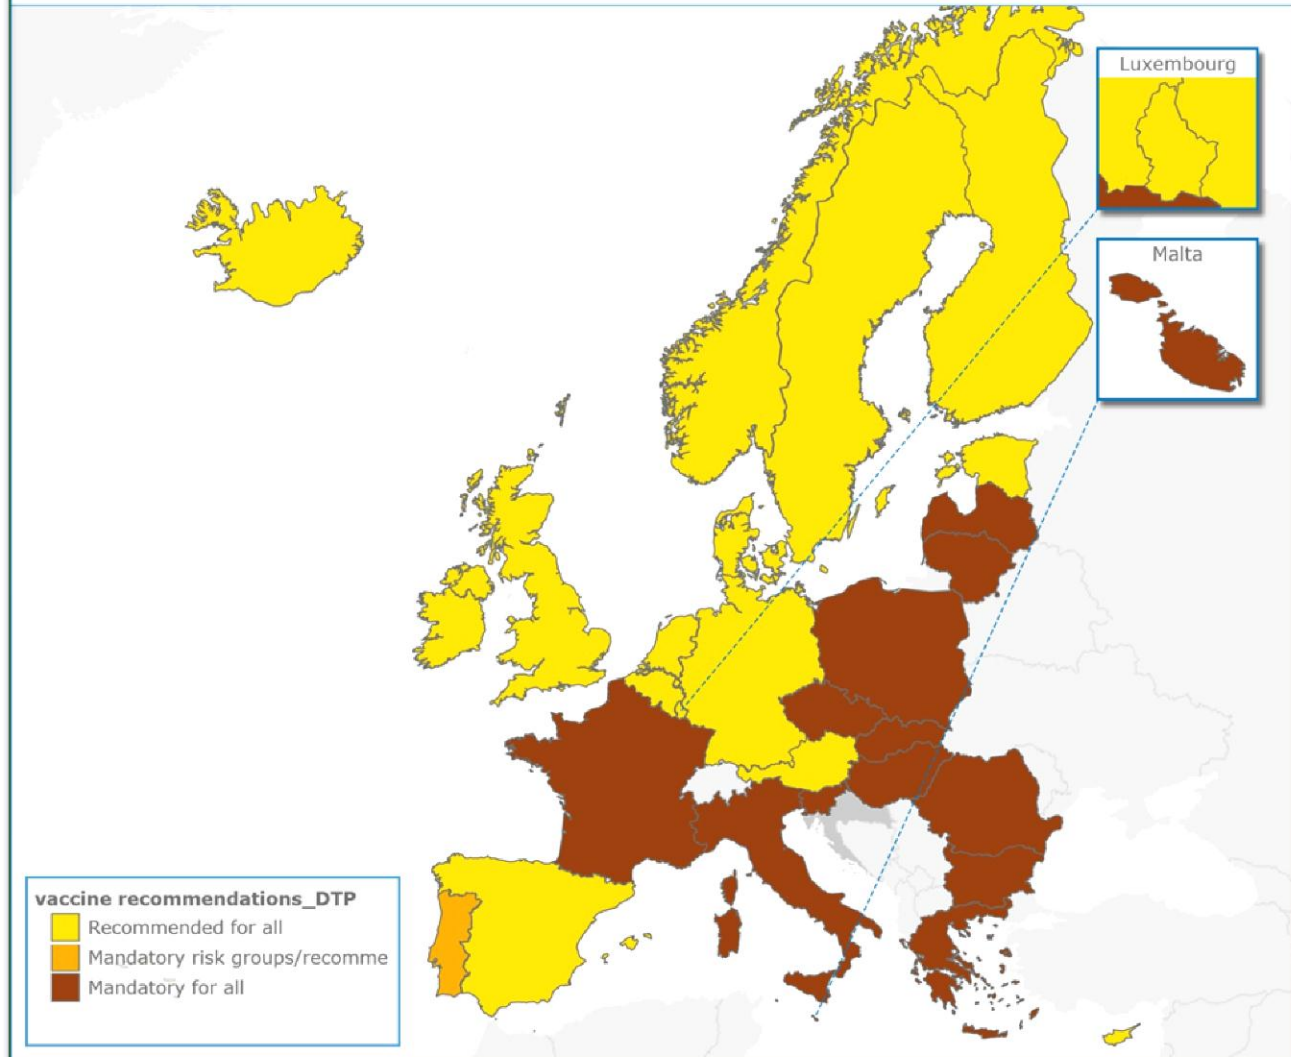 Luxembourg
Malta
vaccine recommendations_DTP
Recommended for all
Mandatory risk groups/recomme
Mandatory for all